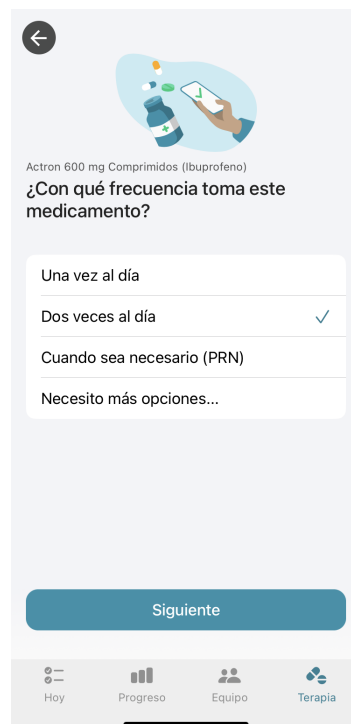 Actron 600 mg Comprimidos (Ibuprofeno)
¿Con qué frecuencia toma este
medicamento?
Una vez al día
Dos veces al día
Cuando sea necesario (PRN)
Necesito más opciones...
Siguiente
Hoy
Progreso
Equipo
Terapia